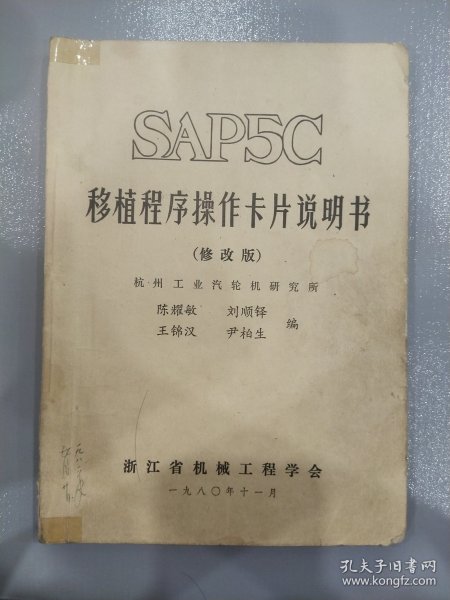 SAP5C
移植程序操作卡片说明书
(修改版)
杭州工业汽轮机研究所
陈耀敏 刘顺铎
王锦汉 尹柏生 编
浙江省机械工程学会
一九八〇年十一月
孔夫子旧书网
www.kongfz.com